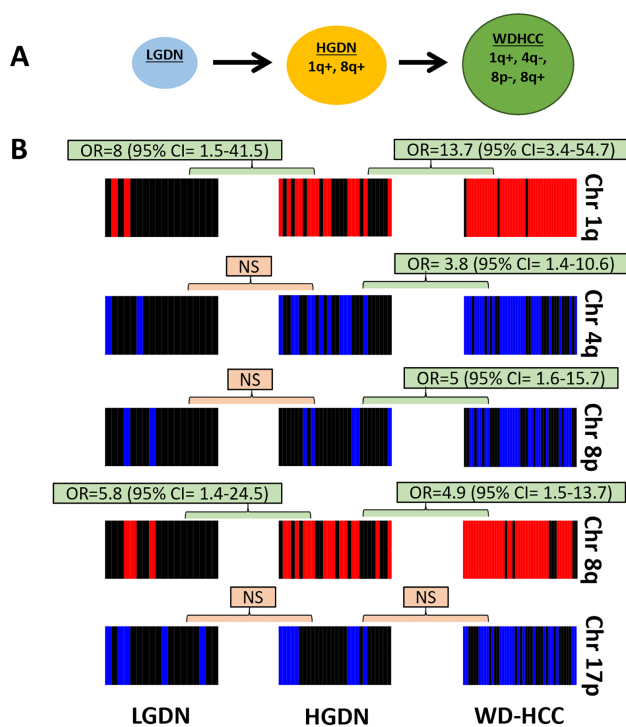 A
LGDN
HGDN
1q+, 8q+
WDHCC
1q+, 4q-,
8p-, 8q+
B
OR=8 (95% CI= 1.5-41.5)
OR=13.7 (95% CI=3.4-54.7)
Chr 1q
NS
OR= 3.8 (95% CI= 1.4-10.6)
Chr 4q
NS
OR=5 (95% CI= 1.6-15.7)
Chr 8p
OR=5.8 (95% CI= 1.4-24.5)
OR=4.9 (95% CI= 1.5-13.7)
Chr 8q
NS
NS
Chr 17p
LGDN
HGDN
WD-HCC